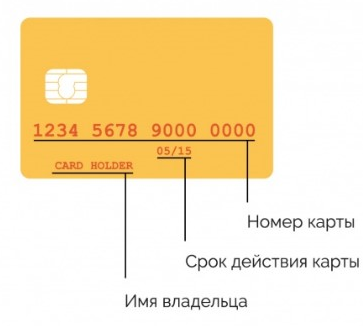 1234 5678 9000 0000
05/15
CARD HOLDER
Номер карты
Срок действия карты
Имя владельца